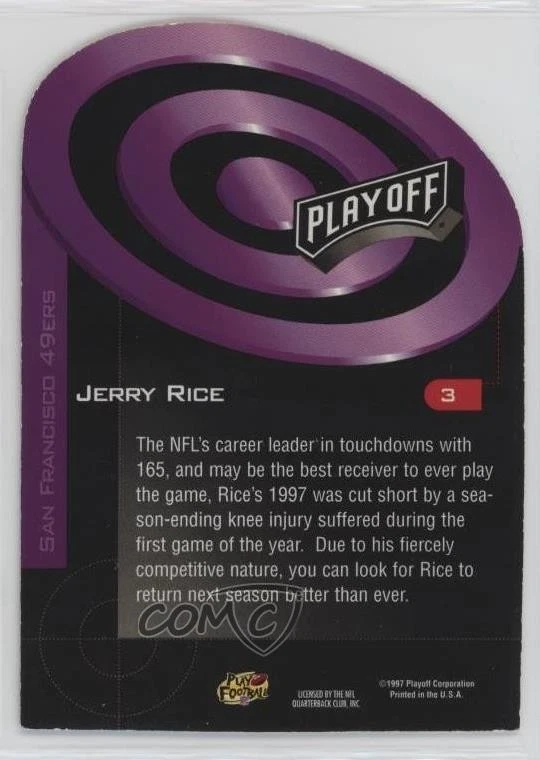 PLAYOFF
SAN FRANCISCO 49ERS
JERRY RICE
3
The NFL's career leader in touchdowns with
165, and may be the best receiver to ever play
the game, Rice's 1997 was cut short by a sea-
son-ending knee injury suffered during the
first game of the year. Due to his fiercely
competitive nature, you can look for Rice to
return next season better than ever.
COMC
PLAY
FOOTBALL
LICENSED BY THE NFL
QUARTERBACK CLUB, INC.
©1997 Playoff Corporation
Printed in the U.S.A.